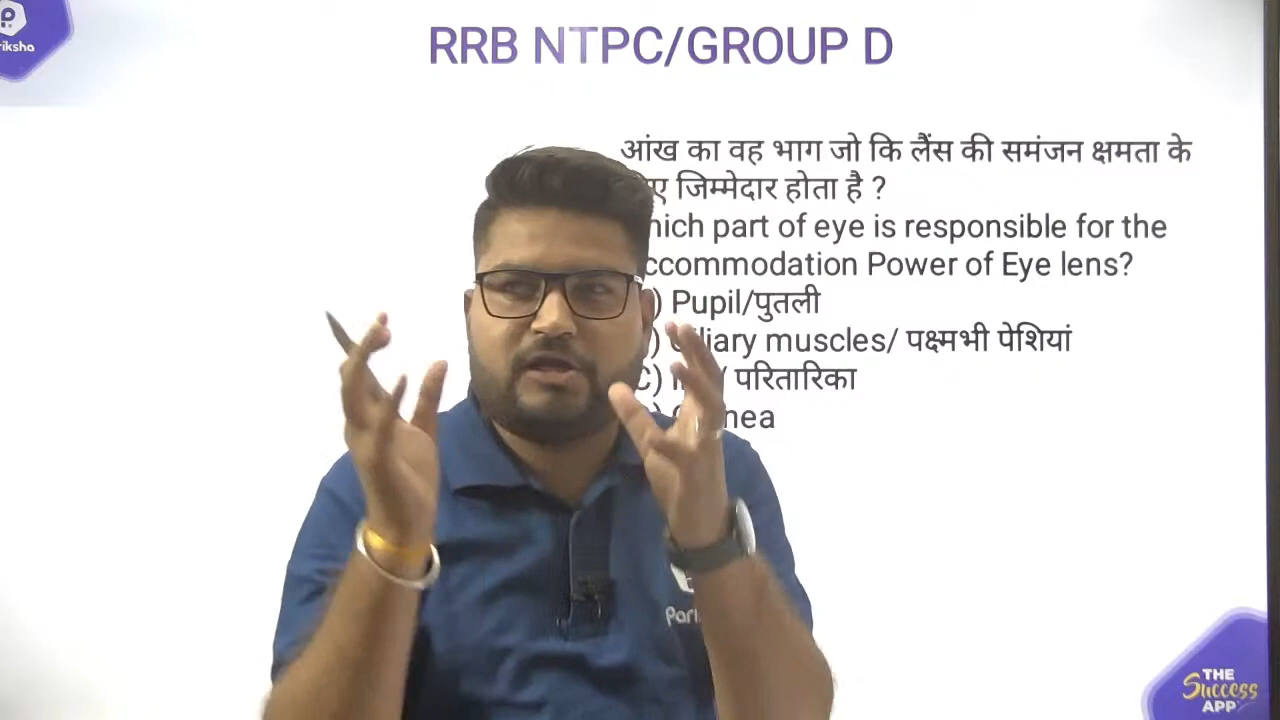 RRB NTPC/GROUP D
आंख का वह भाग जो कि लैंस की समंजन क्षमता के
जिम्मेदार होता है ?
part of eye is responsible for the
Power of Eye lens?
Pupil/पुतली
muscles/ पक्ष्मभी पेशियां
C) / परितारिका
THE
Success
APP